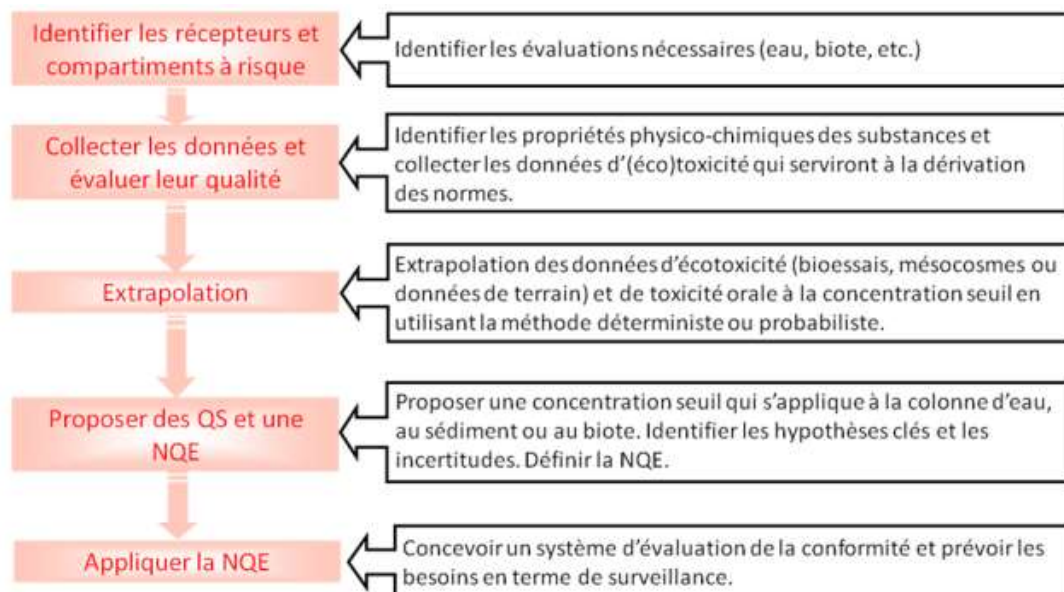 Identifier les récepteurs et
compartiments à risque
Identifier les évaluations nécessaires (eau, biote, etc.)
Collecter les données et
évaluer leur qualité
Identifier les propriétés physico-chimiques des substances et
collecter les données d'(éco)toxicité qui serviront à la dérivation
des normes.
Extrapolation
Extrapolation des données d'écotoxicité (bioessais, mésocosmes ou
données de terrain) et de toxicité orale à la concentration seuil en
utilisant la méthode déterministe ou probabiliste.
Proposer des QS et une
NQE
Proposer une concentration seuil qui s'applique à la colonne d'eau,
au sédiment ou au biote. Identifier les hypothèses clés et les
incertitudes. Définir la NQE.
Appliquer la NQE
Concevoir un système d'évaluation de la conformité et prévoir les
besoins en terme de surveillance.